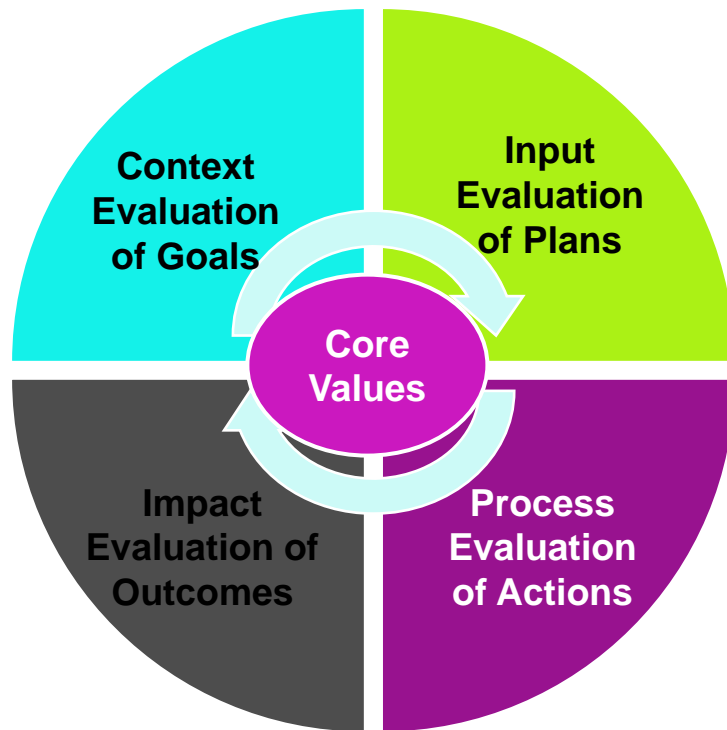 Context
Evaluation
of Goals
Input
Evaluation
of Plans
Core
Values
Impact
Evaluation of
Outcomes
Process
Evaluation
of Actions